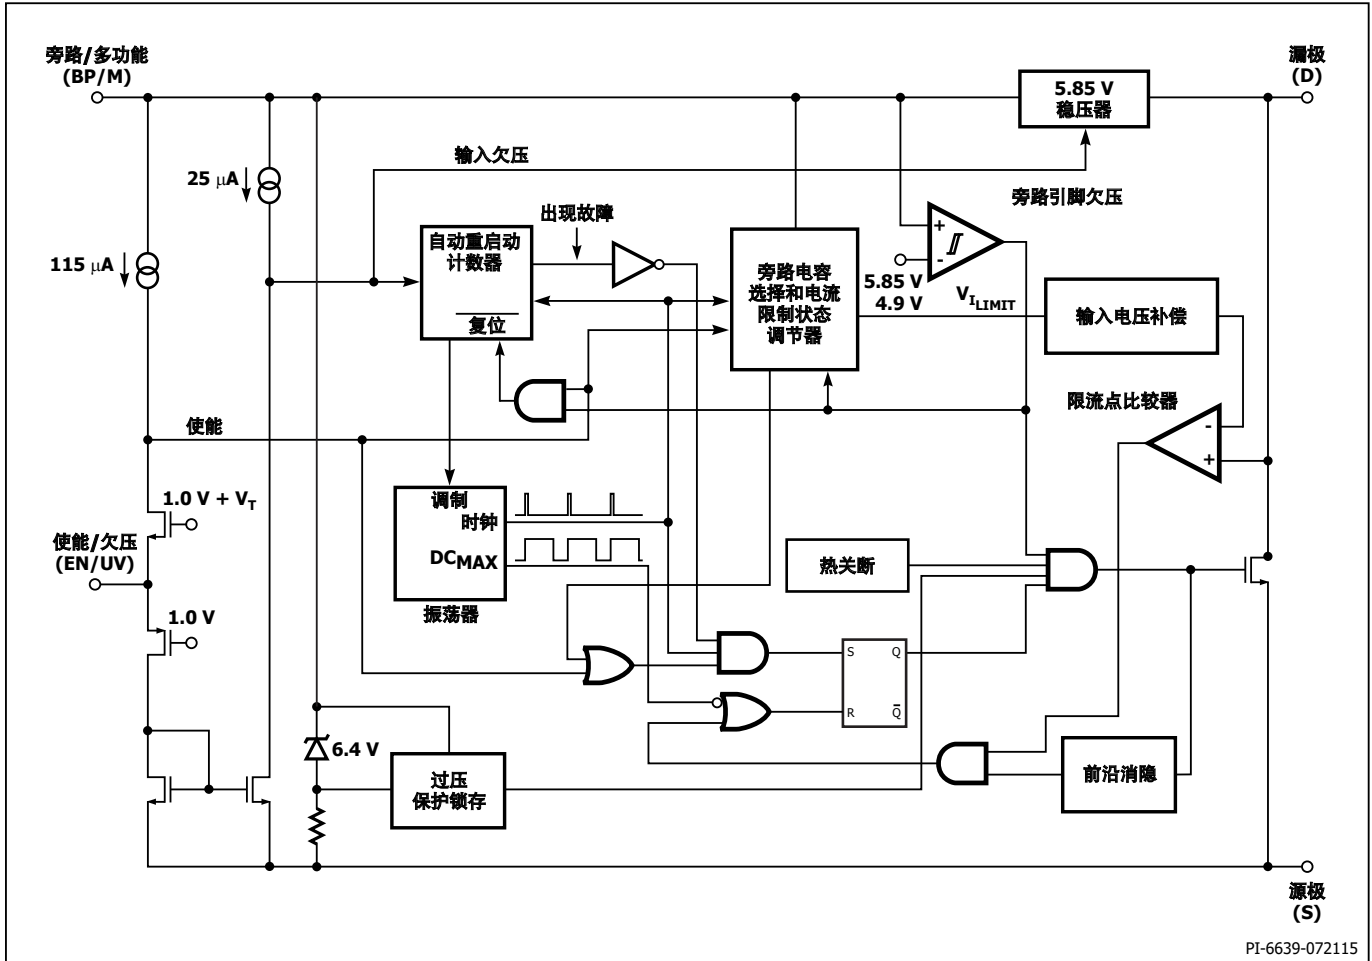 旁路/多功能
(BP/M)
漏极
(D)
5.85 V
稳压器
输入欠压
25 μA
旁路引脚欠压
出现故障
自动重启动
计数器
复位
115 μA
旁路电容
选择和电流
限制状态
调节器
+
-
5.85 V
4.9 V
V_ILIMIT
输入电压补偿
限流点比较器
-
+
使能
1.0 V + V_T
使能/欠压
(EN/UV)
1.0 V
调制
时钟
DC_MAX
振荡器
热关断
S Q
R Q̅
6.4 V
过压
保护锁存
前沿消隐
源极
(S)
PI-6639-072115